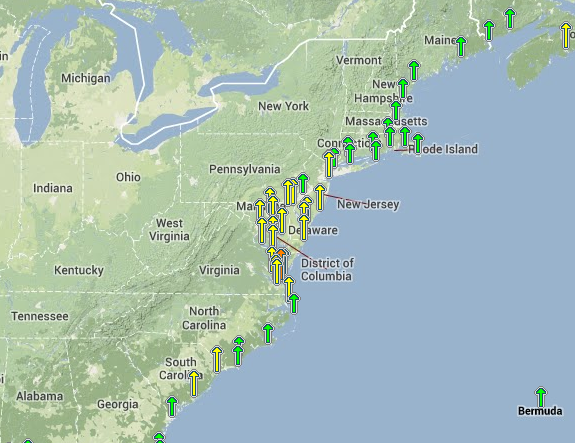 Maine
Vermont
Michigan
New
Hampshire
New York
Massachusetts
Rhode Island
Pennsylvania
Ohio
Indiana
New Jersey
West
Virginia
Delaware
Kentucky
Virginia
District of
Columbia
North
Carolina
Tennessee
South
Carolina
Alabama
Georgia
Bermuda